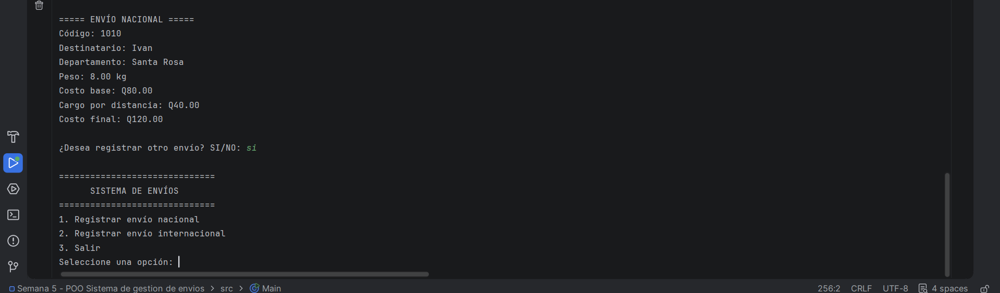 ===== ENVÍO NACIONAL =====
Código: 1010
Destinatario: Ivan
Departamento: Santa Rosa
Peso: 8.00 kg
Costo base: Q80.00
Cargo por distancia: Q40.00
Costo final: Q120.00
¿Desea registrar otro envío? SI/NO: si
==============================
SISTEMA DE ENVÍOS
==============================
1. Registrar envío nacional
2. Registrar envío internacional
3. Salir
Seleccione una opción:
Semana 5 - POO Sistema de gestion de envios > src > Main
256:2 CRLF UTF-8 4 spaces